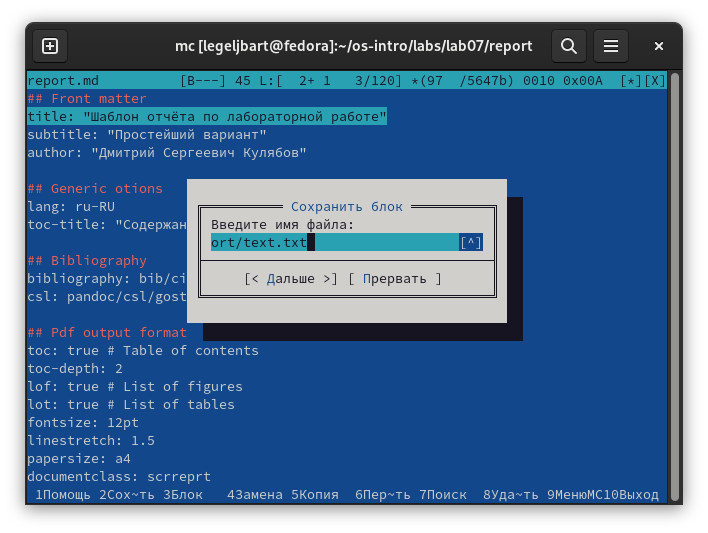 mc [legeljbart@fedora]:~/os-intro/labs/lab07/report
report.md [B---] 45 L:[ 2+ 1 3/120] *(97 /5647b) 0010 0x00A [*][X]
## Front matter
title: "Шаблон отчёта по лабораторной работе"
subtitle: "Простейший вариант"
author: "Дмитрий Сергеевич Кулябов"
## Generic otions
lang: ru-RU
toc-title: "Содержан
## Bibliography
bibliography: bib/ci
csl: pandoc/csl/gost
Сохранить блок
Введите имя файла:
ort/text.txt [^]
[< Дальше >] [ Прервать ]
## Pdf output format
toc: true # Table of contents
toc-depth: 2
lof: true # List of figures
lot: true # List of tables
fontsize: 12pt
linestretch: 1.5
papersize: a4
documentclass: scrreprt
1Помощь 2Сох~ть 3Блок 4Замена 5Копия 6Пер~ть 7Поиск 8Уда~ть 9МенюMC10Выход